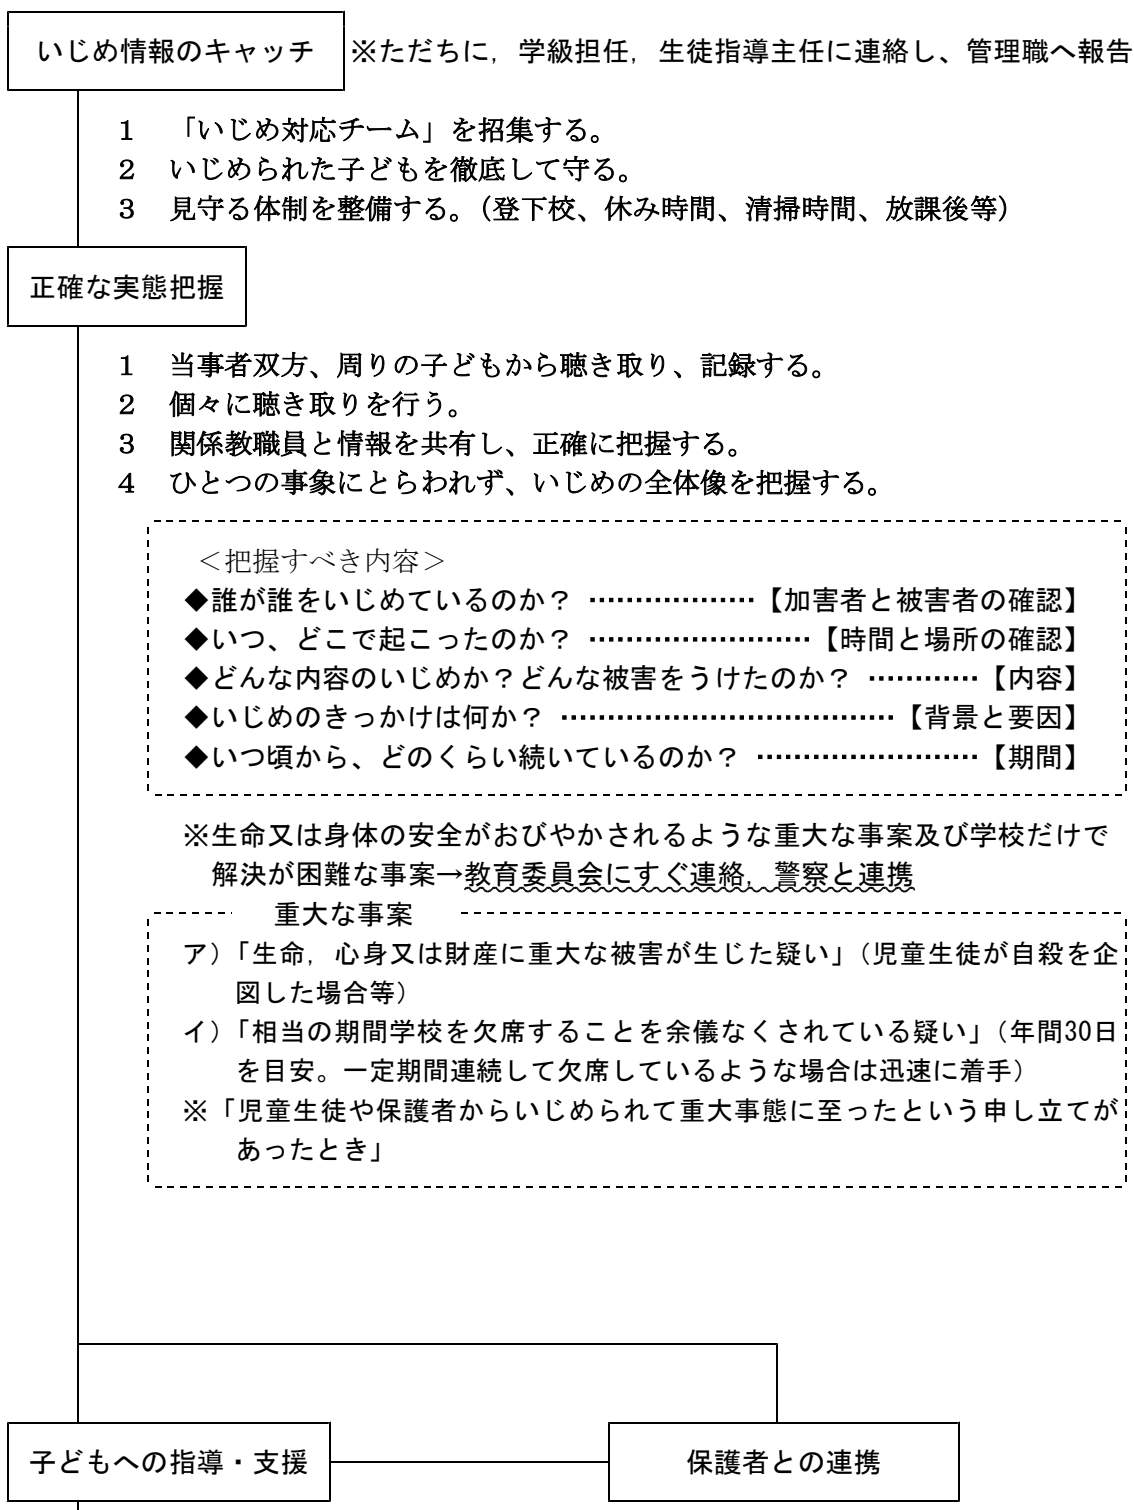 いじめ情報のキャッチ ※ただちに，学級担任，生徒指導主任に連絡し、管理職へ報告
１　「いじめ対応チーム」を招集する。
２　いじめられた子どもを徹底して守る。
３　見守る体制を整備する。（登下校、休み時間、清掃時間、放課後等）
正確な実態把握
１　当事者双方、周りの子どもから聴き取り、記録する。
２　個々に聴き取りを行う。
３　関係教職員と情報を共有し、正確に把握する。
４　ひとつの事象にとらわれず、いじめの全体像を把握する。
＜把握すべき内容＞
◆誰が誰をいじめているのか？ ………………【加害者と被害者の確認】
◆いつ、どこで起こったのか？ ……………………【時間と場所の確認】
◆どんな内容のいじめか？どんな被害をうけたのか？ …………【内容】
◆いじめのきっかけは何か？ ………………………………【背景と要因】
◆いつ頃から、どのくらい続いているのか？ ……………………【期間】
※生命又は身体の安全がおびやかされるような重大な事案及び学校だけで
解決が困難な事案→教育委員会にすぐ連絡，警察と連携
重大な事案
ア）「生命，心身又は財産に重大な被害が生じた疑い」（児童生徒が自殺を企
図した場合等）
イ）「相当の期間学校を欠席することを余儀なくされている疑い」（年間30日
を目安。一定期間連続して欠席しているような場合は迅速に着手）
※「児童生徒や保護者からいじめられて重大事態に至ったという申し立てが
あったとき」
子どもへの指導・支援 保護者との連携